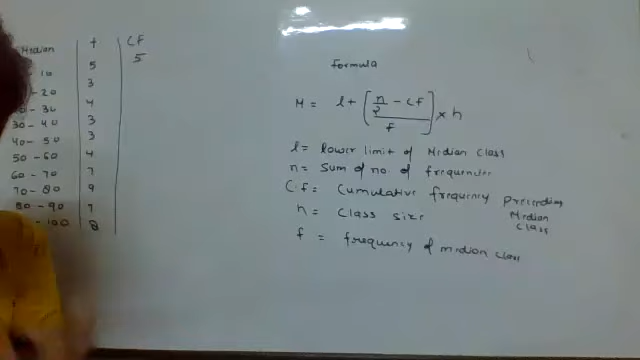 Median f CF
10 5 5
20 3
30 4
30 - 40 3
40 - 50 3
50 - 60 4
60 - 70 7
70 - 80 9
80 - 90 7
- 100 8
Formula
M = l + [ n/2 - cf / f ] × h
l = lower limit of Median Class
n = Sum of no. of frequencies
C.f = Cumulative frequency preceeding Median Class
h = Class size
f = frequency of median class